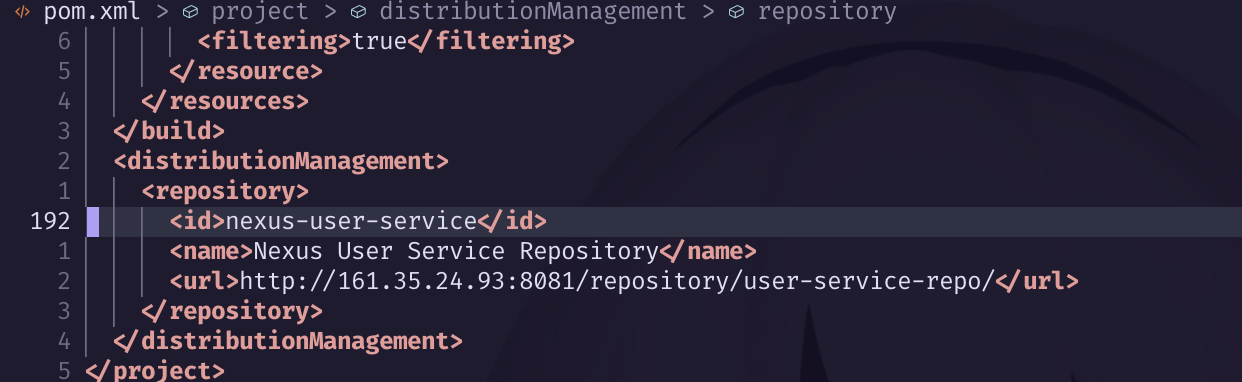 </> pom.xml > project > distributionManagement > repository
6 <filtering>true</filtering>
5 </resource>
4 </resources>
3 </build>
2 <distributionManagement>
1 <repository>
192 <id>nexus-user-service</id>
1 <name>Nexus User Service Repository</name>
2 <url>http://161.35.24.93:8081/repository/user-service-repo/</url>
3 </repository>
4 </distributionManagement>
5 </project>